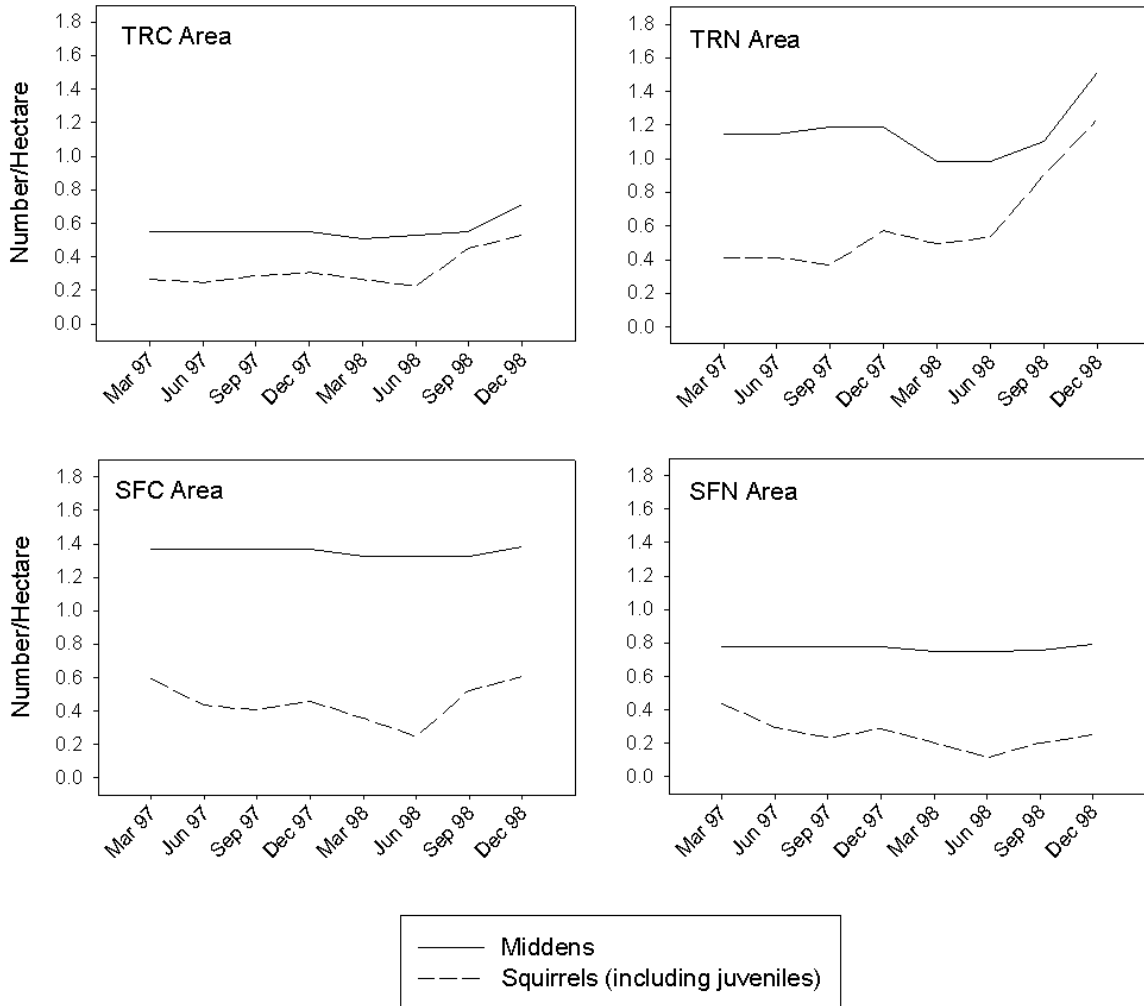 TRC Area
Number/Hectare
1.8
1.6
1.4
1.2
1.0
0.8
0.6
0.4
0.2
0.0
Mar 97
Jun 97
Sep 97
Dec 97
Mar 98
Jun 98
Sep 98
Dec 98
TRN Area
1.8
1.6
1.4
1.2
1.0
0.8
0.6
0.4
0.2
0.0
Mar 97
Jun 97
Sep 97
Dec 97
Mar 98
Jun 98
Sep 98
Dec 98
SFC Area
Number/Hectare
1.8
1.6
1.4
1.2
1.0
0.8
0.6
0.4
0.2
0.0
Mar 97
Jun 97
Sep 97
Dec 97
Mar 98
Jun 98
Sep 98
Dec 98
SFN Area
1.8
1.6
1.4
1.2
1.0
0.8
0.6
0.4
0.2
0.0
Mar 97
Jun 97
Sep 97
Dec 97
Mar 98
Jun 98
Sep 98
Dec 98
Middens
Squirrels (including juveniles)